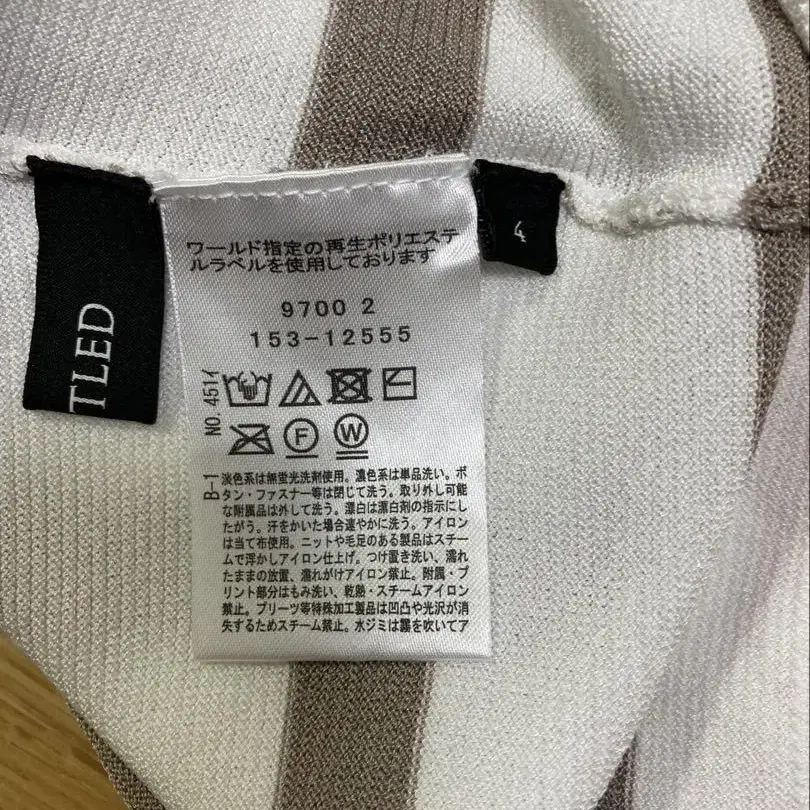 TLED
4
ワールド指定の再生ポリエステ
ルラベルを使用しております
9700 2
153-12555
NO. 451イ
F
W
B-1
淡色系は無蛍光洗剤使用。濃色系は単品洗い。ボ
タン・ファスナー等は閉じて洗う。取り外し可能
な附属品は外して洗う。漂白は漂白剤の指示にし
たがう。汗をかいた場合速やかに洗う。アイロン
は当て布使用。ニットや毛足のある製品はスチー
ムで浮かしアイロン仕上げ。つけ置き洗い、濡れ
たままの放置、濡れがけアイロン禁止。附属・プ
リント部分はもみ洗い、乾熱・スチームアイロン
禁止。プリーツ等特殊加工製品は凹凸や光沢が消
失するためスチーム禁止。水ジミは霧を吹いてア